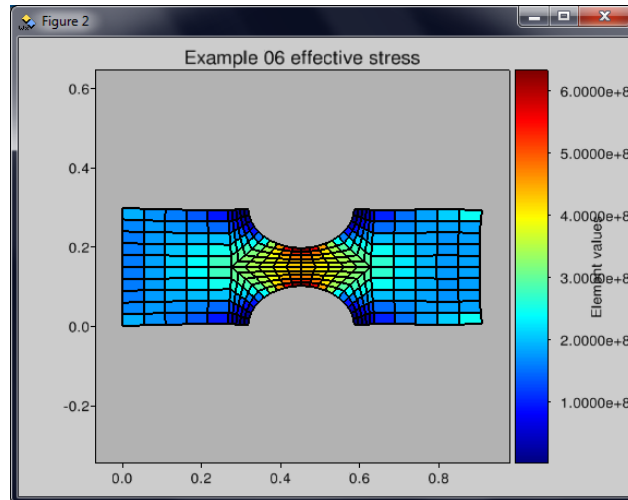 Figure 2
Example 06 effective stress
0.6
0.4
0.2
0.0
-0.2
0.0 0.2 0.4 0.6 0.8
6.0000e+8
5.0000e+8
4.0000e+8
3.0000e+8
2.0000e+8
1.0000e+8
Element values